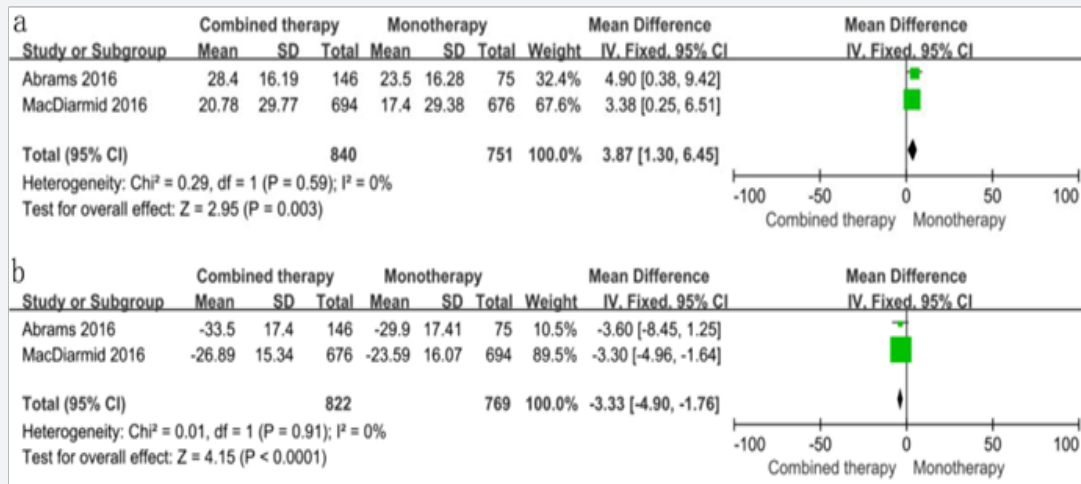 a
Combined therapy Monotherapy Mean Difference Mean Difference
Study or Subgroup Mean SD Total Mean SD Total Weight IV. Fixed. 95% CI IV. Fixed. 95% CI
Abrams 2016 28.4 16.19 146 23.5 16.28 75 32.4% 4.90 [0.38, 9.42]
MacDiarmid 2016 20.78 29.77 694 17.4 29.38 676 67.6% 3.38 [0.25, 6.51]
Total (95% CI) 840 751 100.0% 3.87 [1.30, 6.45]
Heterogeneity: Chi² = 0.29, df = 1 (P = 0.59); I² = 0%
Test for overall effect: Z = 2.95 (P = 0.003)
-100 -50 0 50 100
Combined therapy Monotherapy
b
Combined therapy Monotherapy Mean Difference Mean Difference
Study or Subgroup Mean SD Total Mean SD Total Weight IV. Fixed. 95% CI IV. Fixed. 95% CI
Abrams 2016 -33.5 17.4 146 -29.9 17.41 75 10.5% -3.60 [-8.45, 1.25]
MacDiarmid 2016 -26.89 15.34 676 -23.59 16.07 694 89.5% -3.30 [-4.96, -1.64]
Total (95% CI) 822 769 100.0% -3.33 [-4.90, -1.76]
Heterogeneity: Chi² = 0.01, df = 1 (P = 0.91); I² = 0%
Test for overall effect: Z = 4.15 (P < 0.0001)
-100 -50 0 50 100
Combined therapy Monotherapy